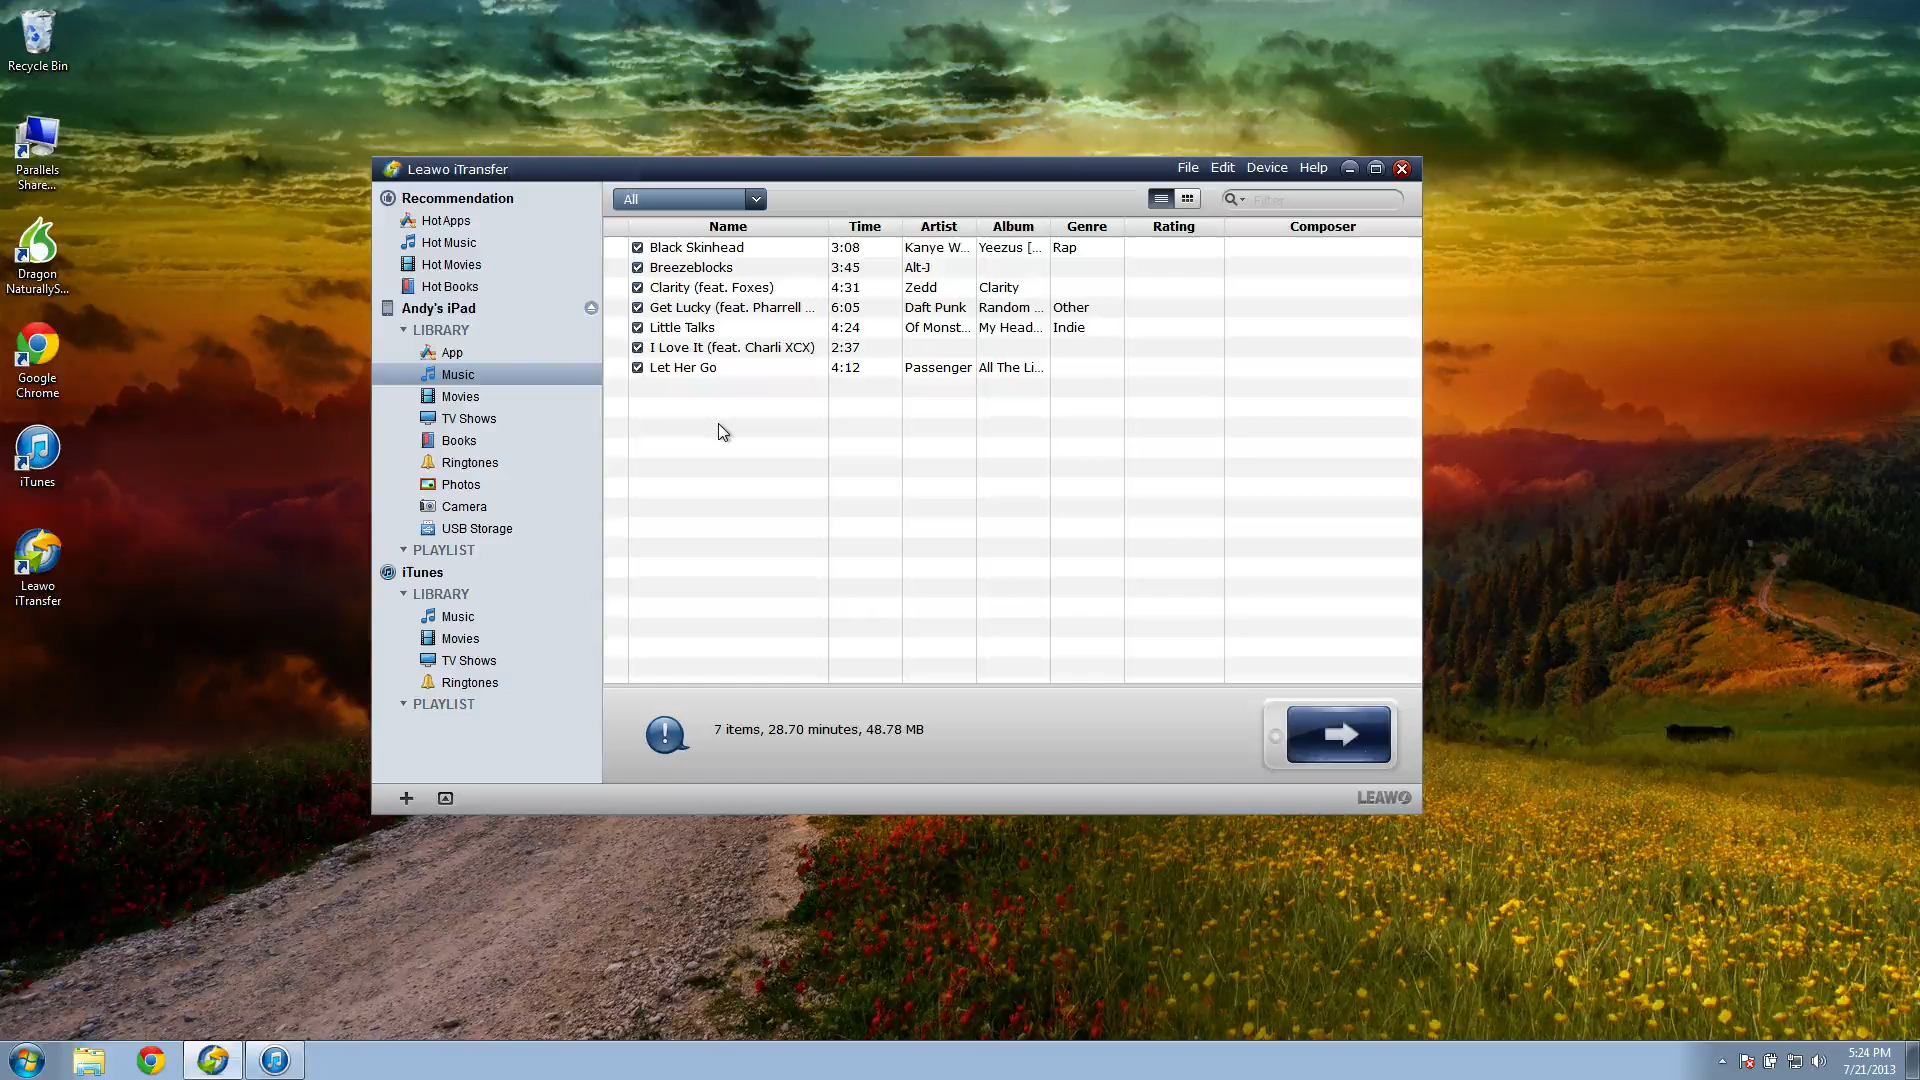 Recycle Bin
Parallels
Share...
Dragon
NaturallyS...
Google
Chrome
iTunes
Leawo
iTransfer
Leawo iTransfer
File Edit Device Help
Recommendation
Hot Apps
Hot Music
Hot Movies
Hot Books
Andy's iPad
LIBRARY
App
Music
Movies
TV Shows
Books
Ringtones
Photos
Camera
USB Storage
PLAYLIST
iTunes
LIBRARY
Music
Movies
TV Shows
Ringtones
PLAYLIST
All
Filter
Name Time Artist Album Genre Rating Composer
Black Skinhead 3:08 Kanye W... Yeezus [... Rap
Breezeblocks 3:45 Alt-J
Clarity (feat. Foxes) 4:31 Zedd Clarity
Get Lucky (feat. Pharrell ... 6:05 Daft Punk Random ... Other
Little Talks 4:24 Of Monst... My Head... Indie
I Love It (feat. Charli XCX) 2:37
Let Her Go 4:12 Passenger All The Li...
7 items, 28.70 minutes, 48.78 MB
LEAWO
5:24 PM
7/21/2013